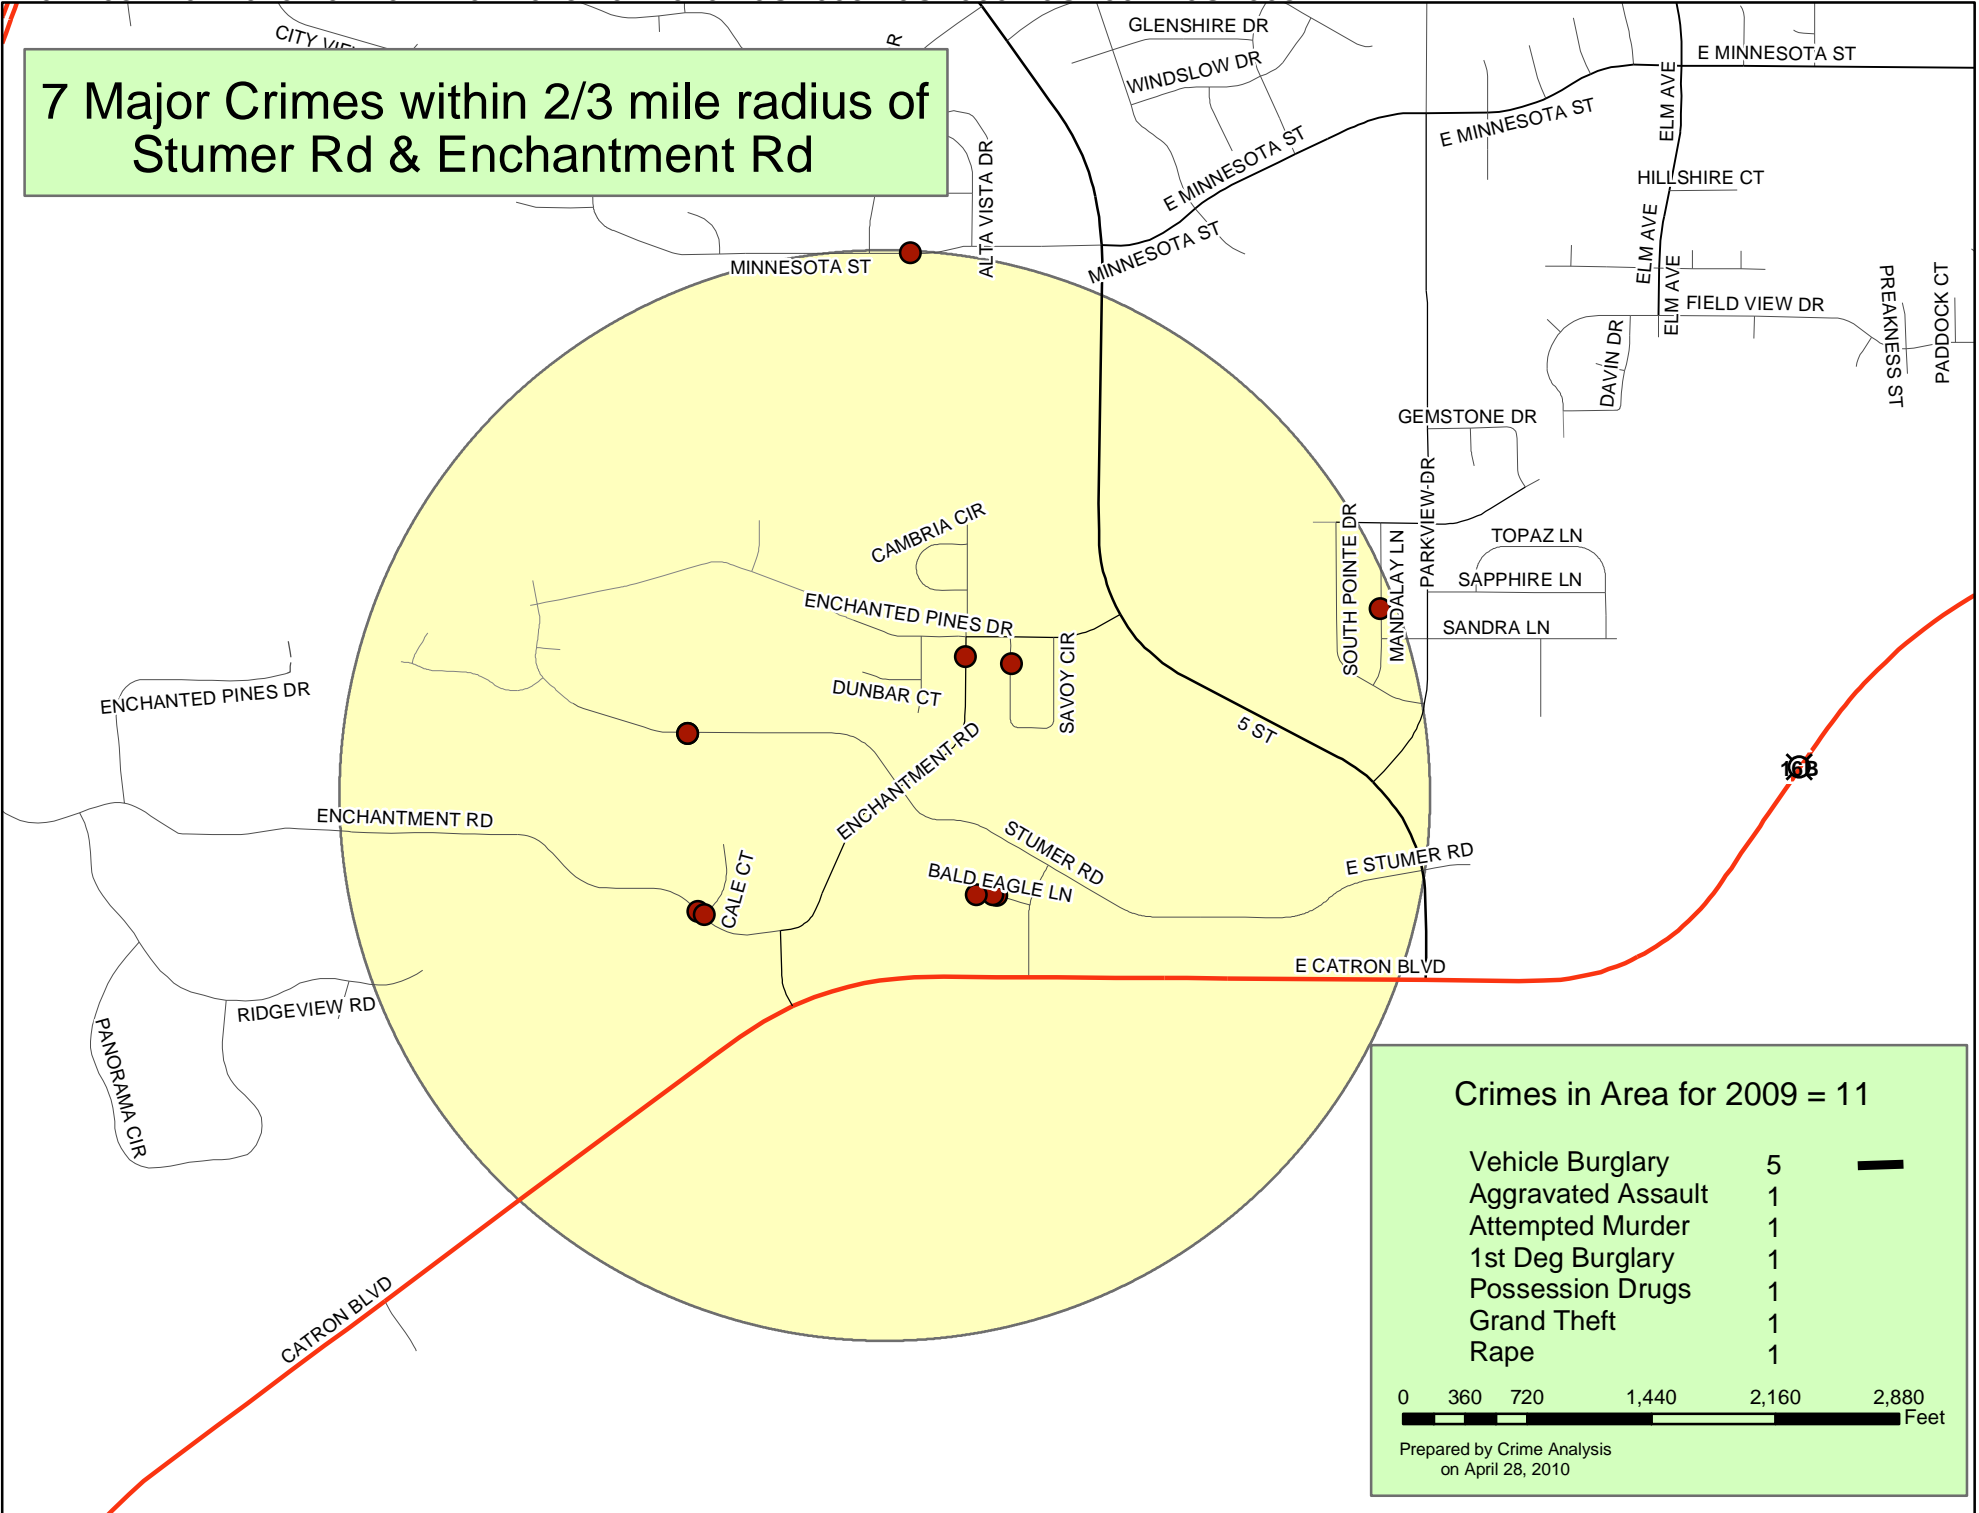 CITY VIE
R
GLENSHIRE DR
WINDSLOW DR
E MINNESOTA ST
ELM AVE
E MINNESOTA ST
7 Major Crimes within 2/3 mile radius of
Stumer Rd & Enchantment Rd
ALTA VISTA DR
E MINNESOTA ST
HILLSHIRE CT
MINNESOTA ST
MINNESOTA ST
ELM AVE
ELM AVE
FIELD VIEW DR
PREAKNESS ST
PADDOCK CT
DAVIN DR
GEMSTONE DR
PARKVIEW DR
SOUTH POINTE DR
MANDALAY LN
TOPAZ LN
SAPPHIRE LN
SANDRA LN
CAMBRIA CIR
ENCHANTED PINES DR
SAVOY CIR
DUNBAR CT
ENCHANTED PINES DR
5 ST
ENCHANTMENT RD
ENCHANTMENT RD
STUMER RD
E STUMER RD
BALD EAGLE LN
CALE CT
E CATRON BLVD
RIDGEVIEW RD
PANORAMA CIR
CATRON BLVD
Crimes in Area for 2009 = 11
Vehicle Burglary 5
Aggravated Assault 1
Attempted Murder 1
1st Deg Burglary 1
Possession Drugs 1
Grand Theft 1
Rape 1
0 360 720 1,440 2,160 2,880
Feet
Prepared by Crime Analysis
on April 28, 2010